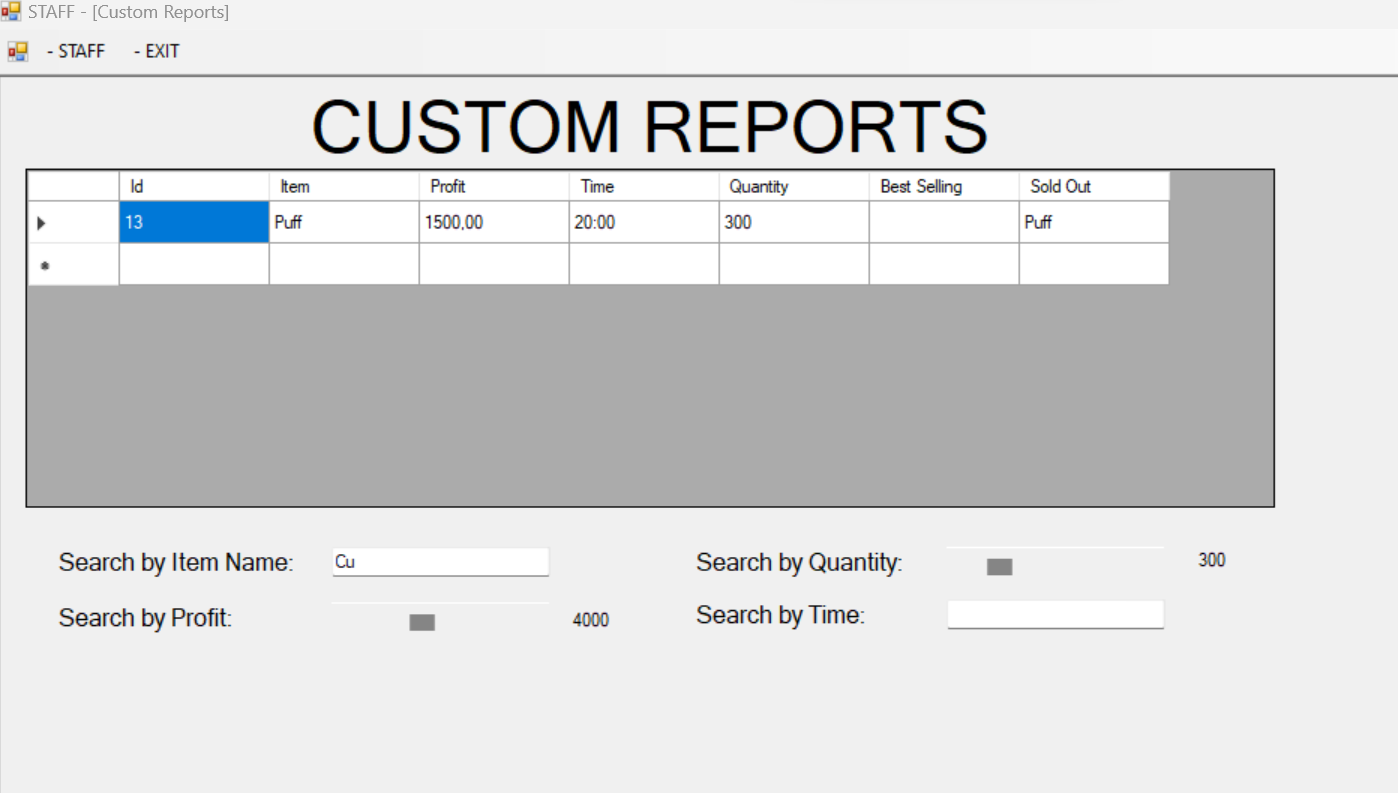 STAFF - [Custom Reports]
- STAFF - EXIT
CUSTOM REPORTS
Id Item Profit Time Quantity Best Selling Sold Out
13 Puff 1500,00 20:00 300 Puff
Search by Item Name: Cu Search by Quantity: 300
Search by Profit: 4000 Search by Time: